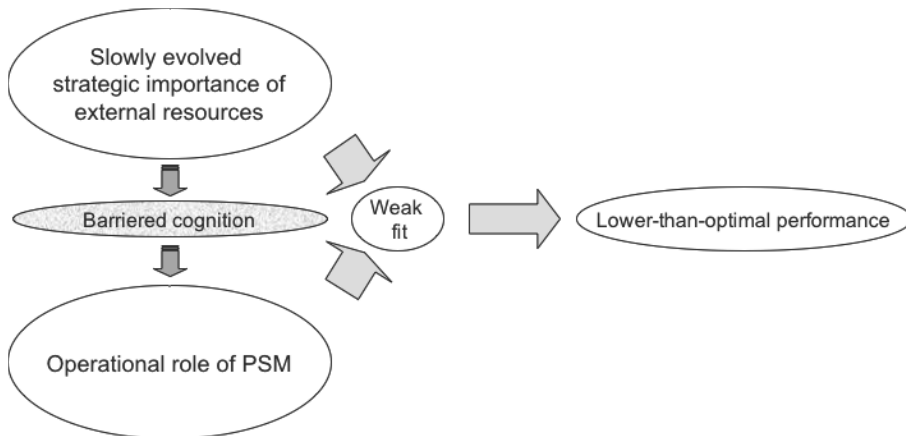 Slowly evolved
strategic importance of
external resources
Barriered cognition
Weak
fit
Lower-than-optimal performance
Operational role of PSM